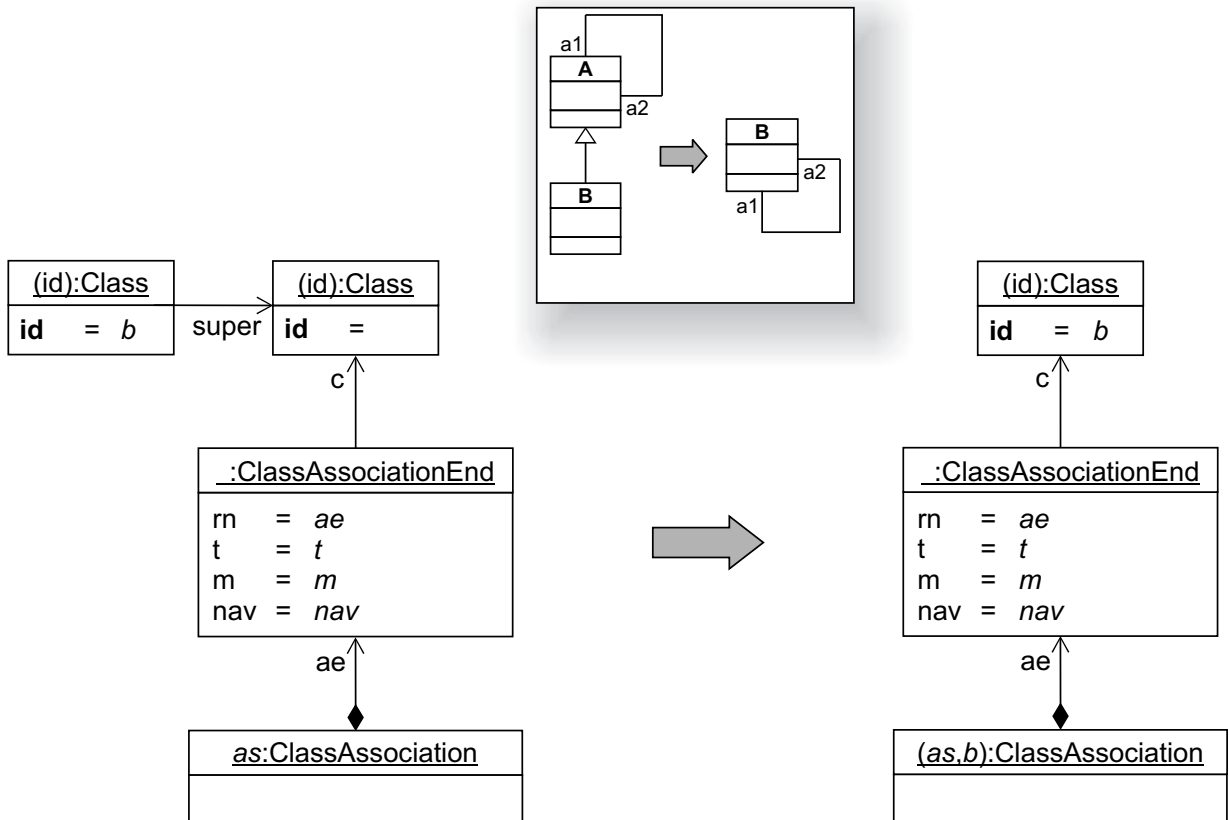 a1
A
a2
B
B
a2
a1
(id):Class
id = b
super
(id):Class
id =
c
:ClassAssociationEnd
rn = ae
t = t
m = m
nav = nav
ae
as:ClassAssociation
(id):Class
id = b
c
:ClassAssociationEnd
rn = ae
t = t
m = m
nav = nav
ae
(as,b):ClassAssociation